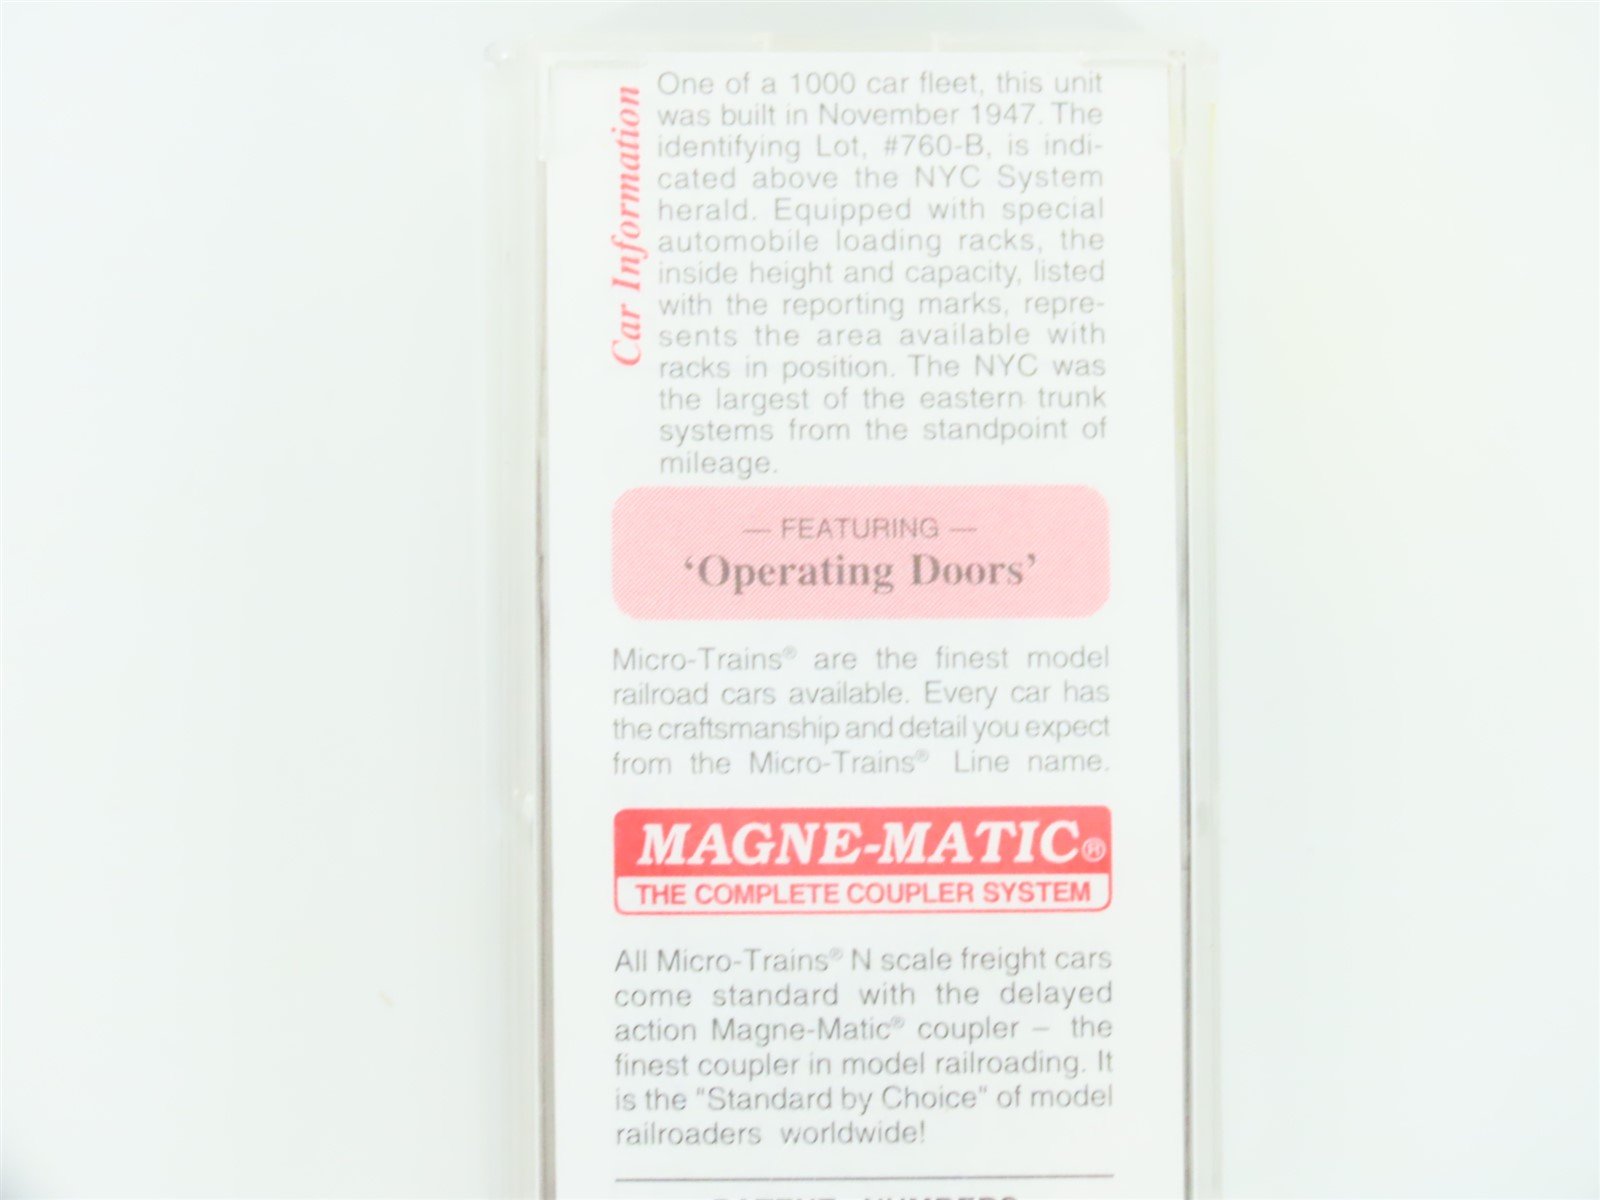 Car Information
One of a 1000 car fleet, this unit
was built in November 1947. The
identifying Lot, #760-B, is indi-
cated above the NYC System
herald. Equipped with special
automobile loading racks, the
inside height and capacity, listed
with the reporting marks, repre-
sents the area available with
racks in position. The NYC was
the largest of the eastern trunk
systems from the standpoint of
mileage.
— FEATURING —
‘Operating Doors’
Micro-Trains® are the finest model
railroad cars available. Every car has
the craftsmanship and detail you expect
from the Micro-Trains® Line name.
MAGNE-MATIC®
THE COMPLETE COUPLER SYSTEM
All Micro-Trains® N scale freight cars
come standard with the delayed
action Magne-Matic® coupler – the
finest coupler in model railroading. It
is the "Standard by Choice" of model
railroaders worldwide!
PATENT NUMBERS